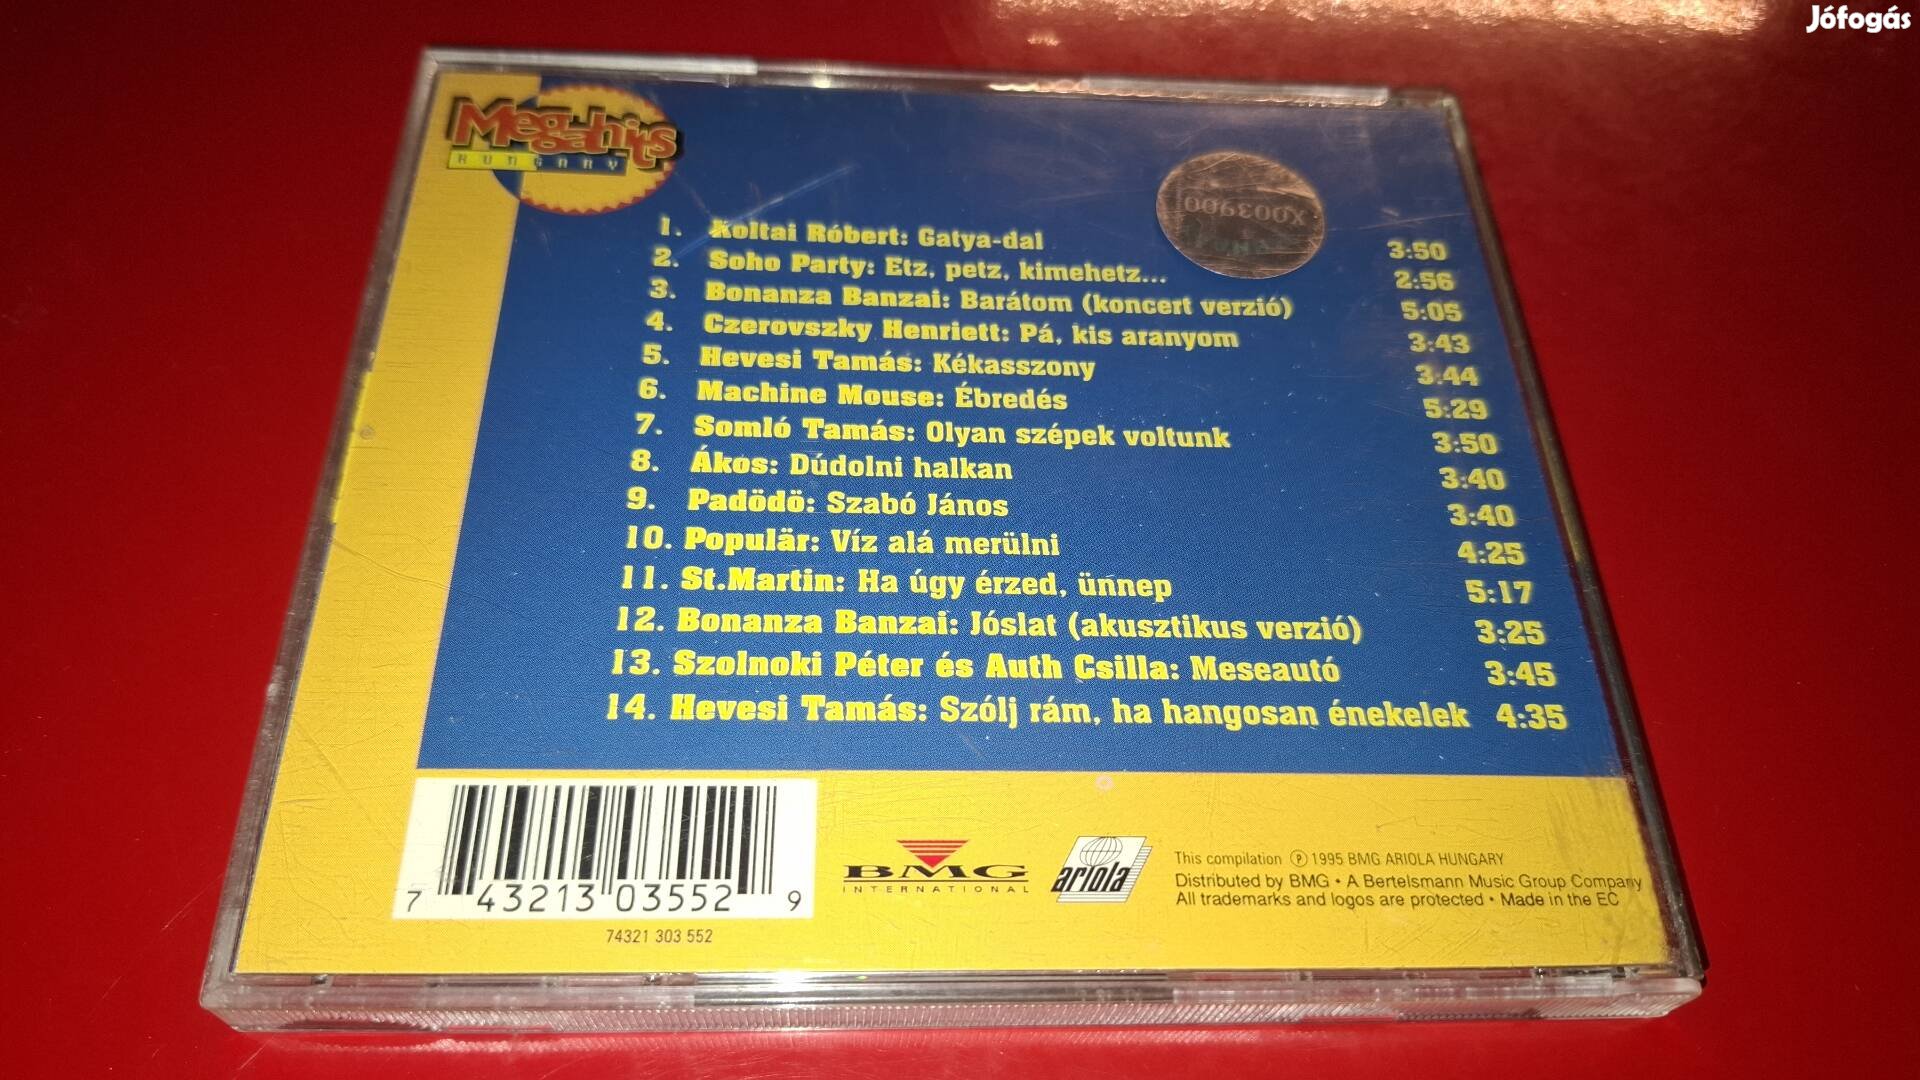 Jófogás
Megahits
HUNGARY
X0003900
1. Koltai Róbert: Gatya-dal 3:50
2. Soho Party: Etz, petz, kimehetz... 2:56
3. Bonanza Banzai: Barátom (koncert verzió) 5:05
4. Czerovszky Henriett: Pá, kis aranyom 3:43
5. Hevesi Tamás: Kékasszony 3:44
6. Machine Mouse: Ébredés 5:29
7. Somló Tamás: Olyan szépek voltunk 3:50
8. Ákos: Dúdolni halkan 3:40
9. Padödö: Szabó János 3:40
10. Populär: Víz alá merülni 4:25
11. St.Martin: Ha úgy érzed, ünnep 5:17
12. Bonanza Banzai: Jóslat (akusztikus verzió) 3:25
13. Szolnoki Péter és Auth Csilla: Meseautó 3:45
14. Hevesi Tamás: Szólj rám, ha hangosan énekelek 4:35
7 43213 03552 9
74321 303 552
BMG
INTERNATIONAL
ariola
This compilation ℗ 1995 BMG ARIOLA HUNGARY
Distributed by BMG • A Bertelsmann Music Group Company
All trademarks and logos are protected • Made in the EC